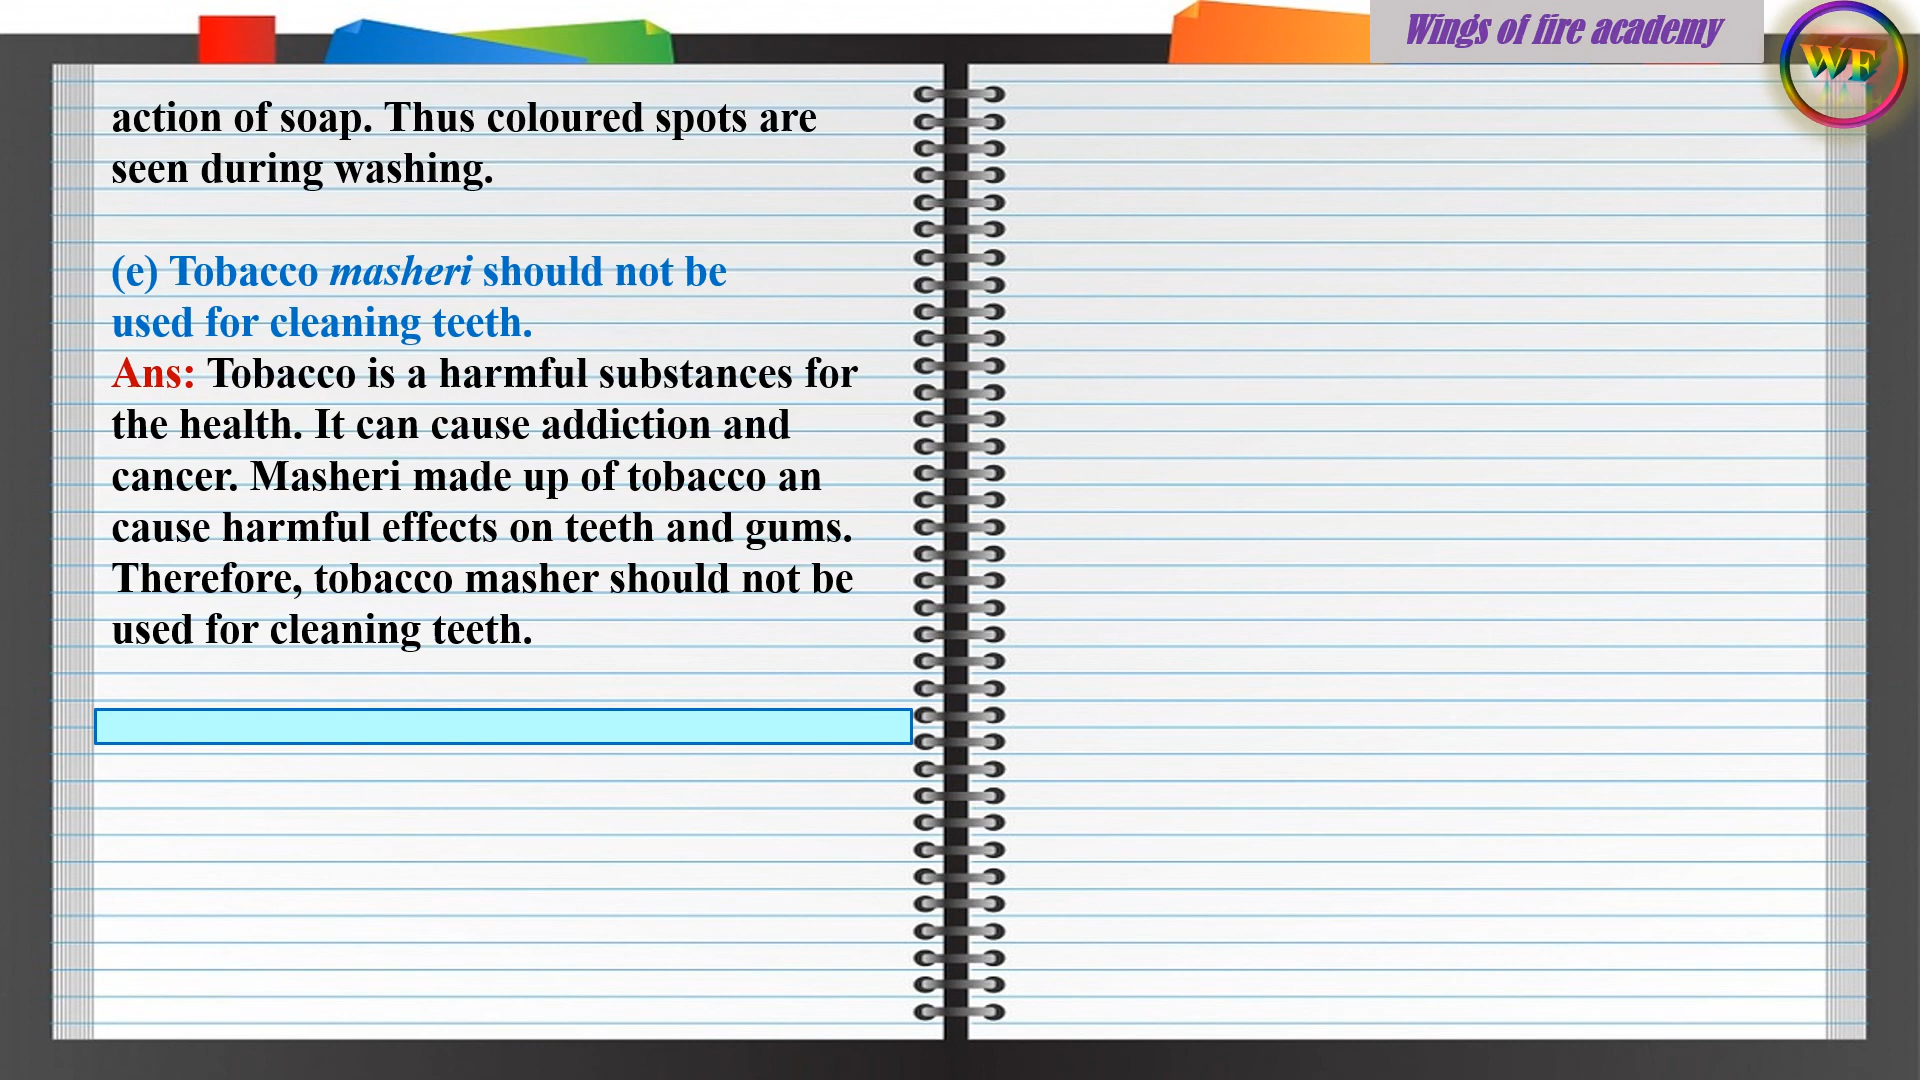 Wings of fire academy
WF
action of soap. Thus coloured spots are
seen during washing.
(e) Tobacco masheri should not be
used for cleaning teeth.
Ans: Tobacco is a harmful substances for
the health. It can cause addiction and
cancer. Masheri made up of tobacco an
cause harmful effects on teeth and gums.
Therefore, tobacco masher should not be
used for cleaning teeth.